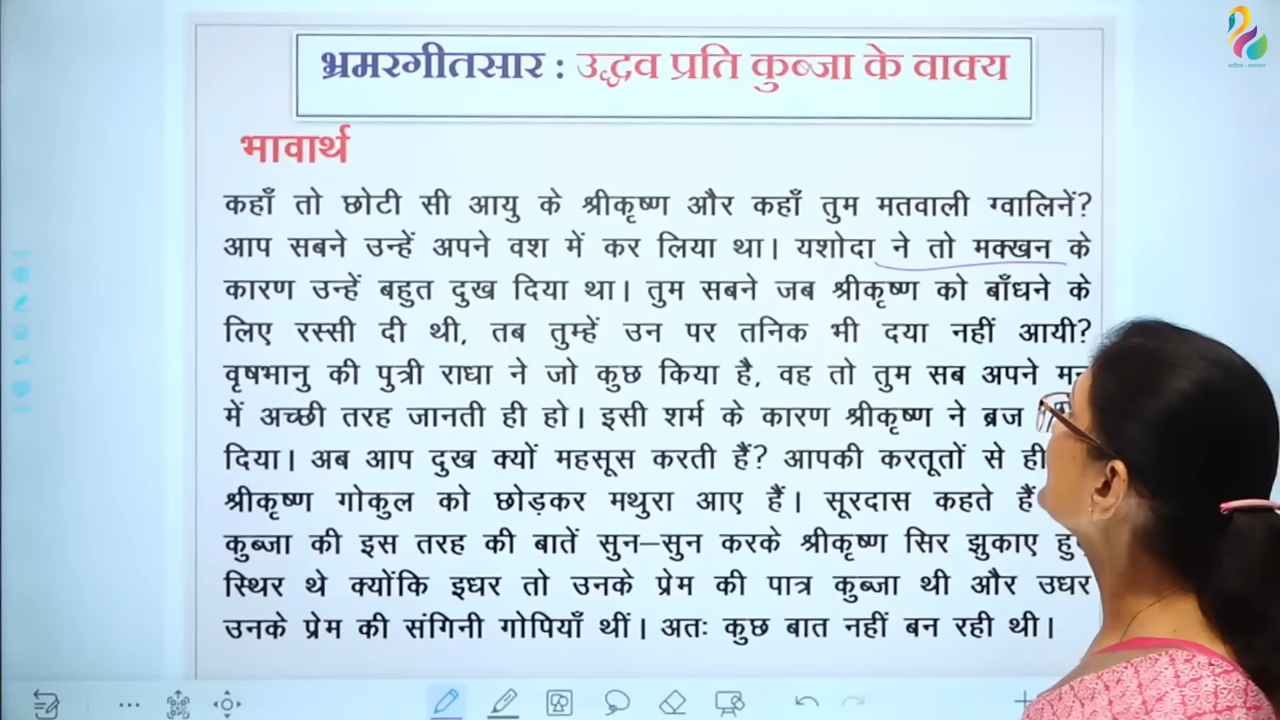 भ्रमरगीतसार : उद्धव प्रति कुब्जा के वाक्य
भावार्थ
कहाँ तो छोटी सी आयु के श्रीकृष्ण और कहाँ तुम मतवाली ग्वालिनें?
आप सबने उन्हें अपने वश में कर लिया था। यशोदा ने तो मक्खन के
कारण उन्हें बहुत दुख दिया था। तुम सबने जब श्रीकृष्ण को बाँधने के
लिए रस्सी दी थी, तब तुम्हें उन पर तनिक भी दया नहीं आयी?
वृषभानु की पुत्री राधा ने जो कुछ किया है, वह तो तुम सब अपने
में अच्छी तरह जानती ही हो। इसी शर्म के कारण श्रीकृष्ण ने ब्रज
दिया। अब आप दुख क्यों महसूस करती हैं? आपकी करतूतों से ही
श्रीकृष्ण गोकुल को छोड़कर मथुरा आए हैं। सूरदास कहते हैं
कुब्जा की इस तरह की बातें सुन–सुन करके श्रीकृष्ण सिर झुकाए
स्थिर थे क्योंकि इधर तो उनके प्रेम की पात्र कुब्जा थी और उधर
उनके प्रेम की संगिनी गोपियाँ थीं। अतः कुछ बात नहीं बन रही थी।